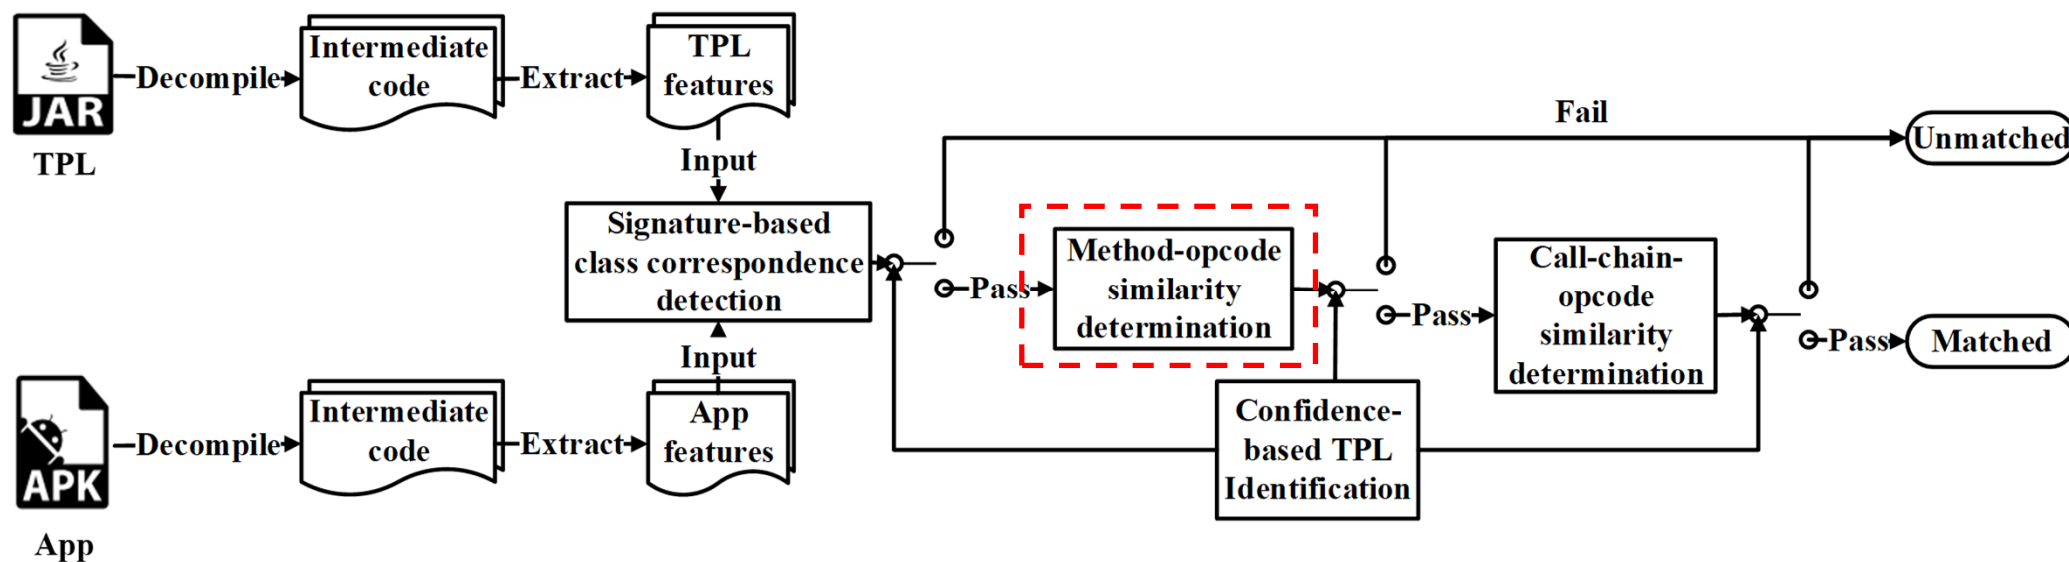 JAR
TPL
Decompile
Intermediate
code
Extract
TPL
features
Input
Signature-based
class correspondence
detection
Input
APK
App
Decompile
Intermediate
code
Extract
App
features
Pass
Method-opcode
similarity
determination
Confidence-
based TPL
Identification
Pass
Call-chain-
opcode
similarity
determination
Fail
Unmatched
Pass
Matched